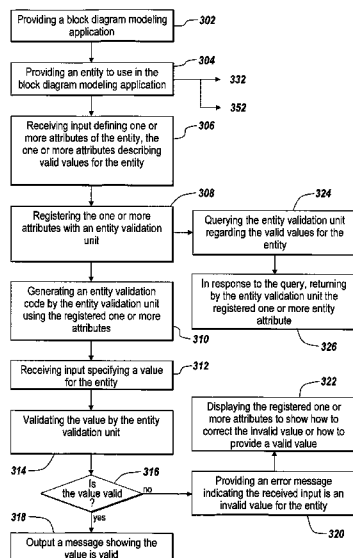 Providing a block diagram modeling
application
302
Providing an entity to use in the
block diagram modeling application
304
332
352
Receiving input defining one or
more attributes of the entity, the
one or more attributes describing
valid values for the entity
306
Registering the one or more
attributes with an entity validation
unit
308
Querying the entity validation unit
regarding the valid values for the
entity
324
In response to the query, returning
by the entity validation unit the
registered one or more entity
attribute
326
Generating an entity validation
code by the entity validation unit
using the registered one or more
attributes
310
Receiving input specifying a value
for the entity
312
Validating the value by the entity
validation unit
314
Is
the value valid
?
316
no
yes
Displaying the registered one or
more attributes to show how to
correct the invalid value or how to
provide a valid value
322
Providing an error message
indicating the received input is an
invalid value for the entity
320
318
Output a message showing the
value is valid